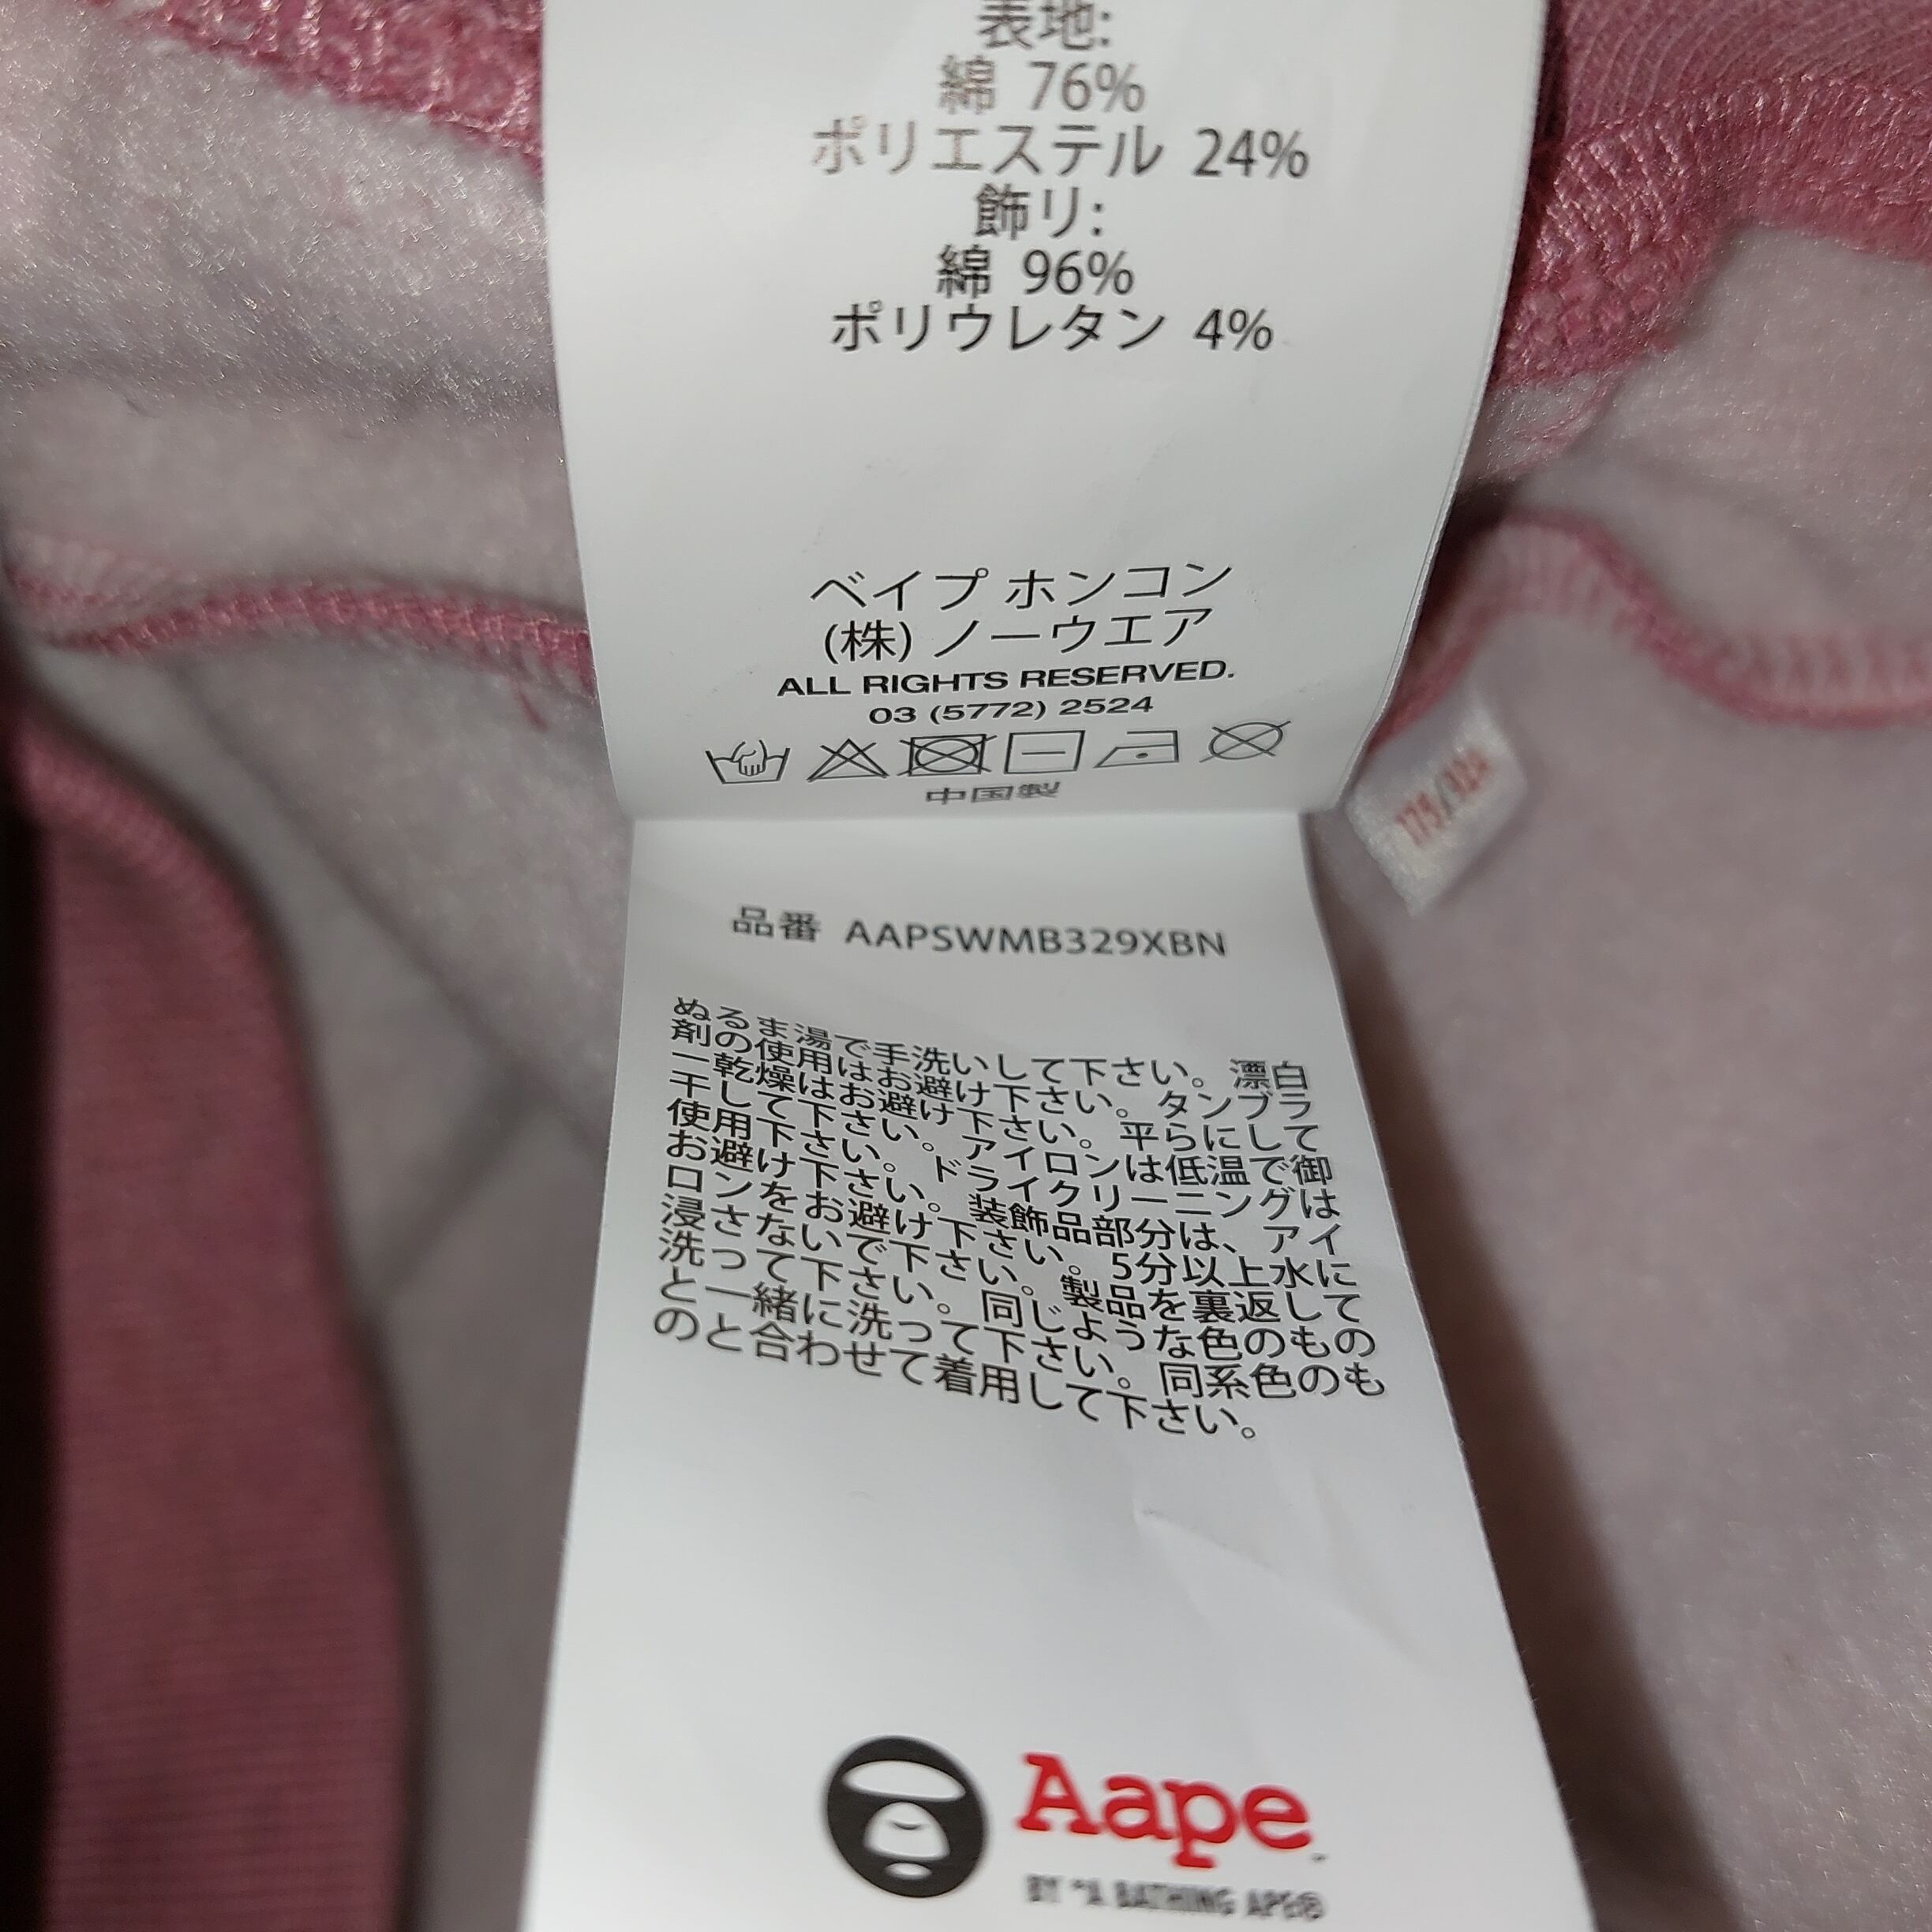 表地:
綿 76%
ポリエステル 24%
飾リ:
綿 96%
ポリウレタン 4%
ベイプ ホンコン
(株) ノーウエア
ALL RIGHTS RESERVED.
03 (5772) 2524
中国製
品番 AAPSWMB329XBN
ぬるま湯で手洗いして下さい。漂白
剤の使用はお避け下さい。タンブラ
ー乾燥はお避け下さい。平らにして
干して下さい。アイロンは低温で御
使用下さい。ドライクリーニングは
お避け下さい。装飾品部分は、アイ
ロンをお避け下さい。5分以上水に
浸さないで下さい。製品を裏返して
洗って下さい。同じような色のもの
と一緒に洗って下さい。同系色のも
のと合わせて着用して下さい。
Aape
BY *A BATHING APE®